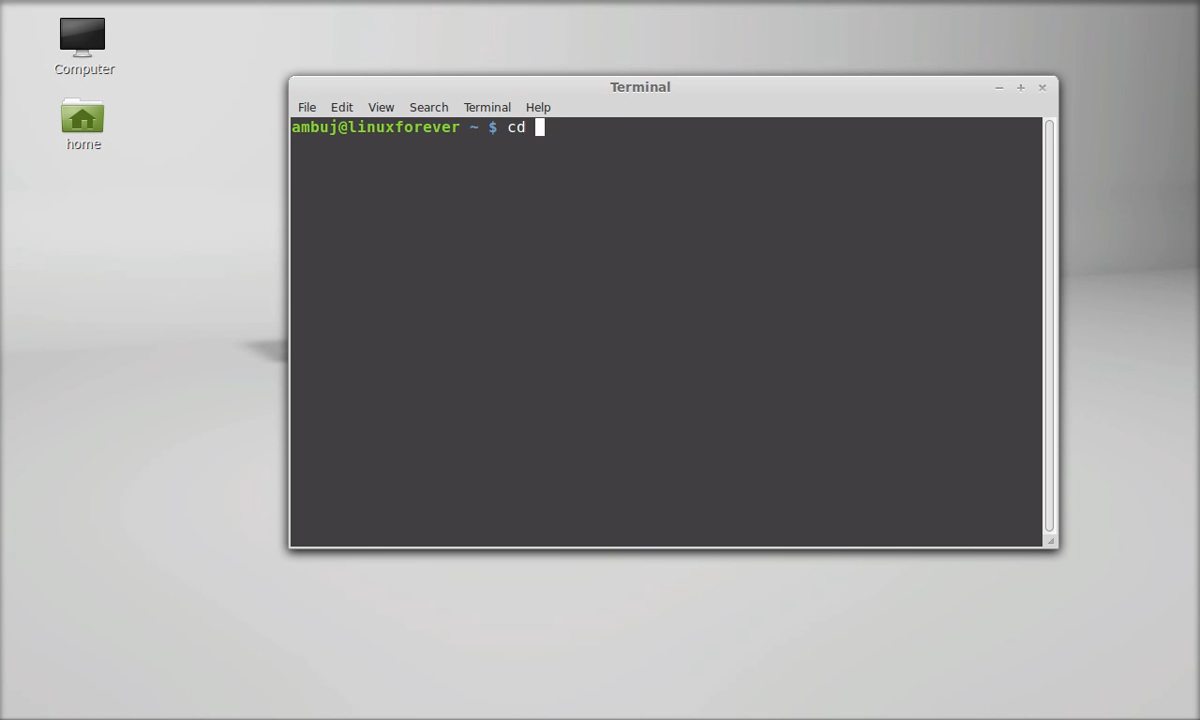 Computer
home
Terminal
File Edit View Search Terminal Help
ambuj@linuxforever ~ $ cd